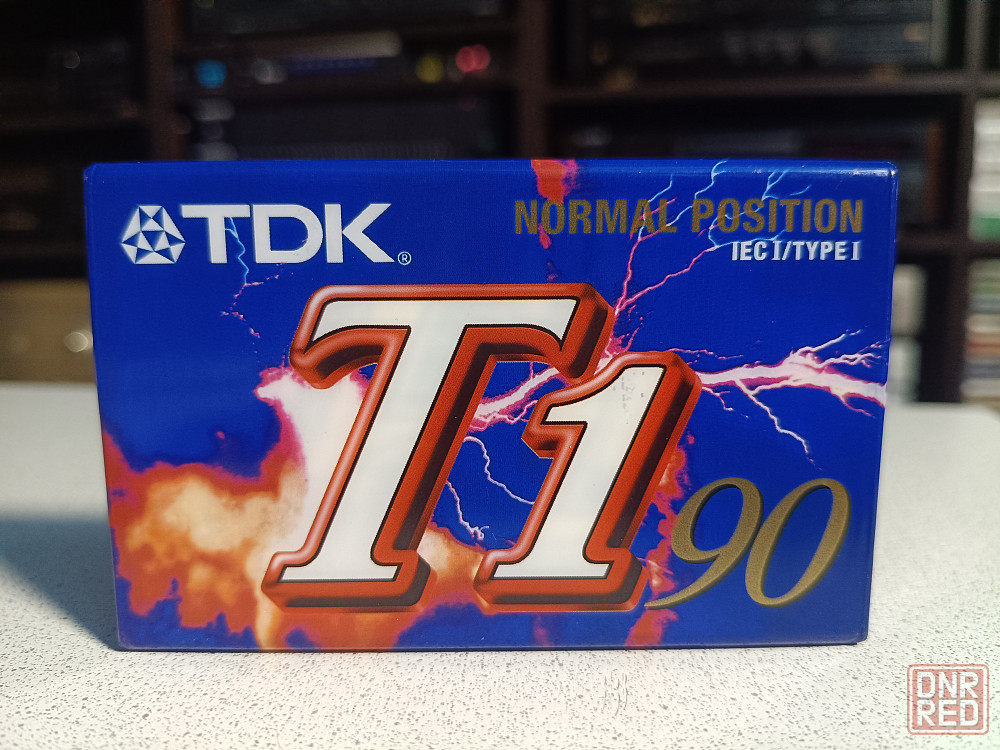 TDK®
NORMAL POSITION
IEC I/TYPE I
T1
90
DNR
RED